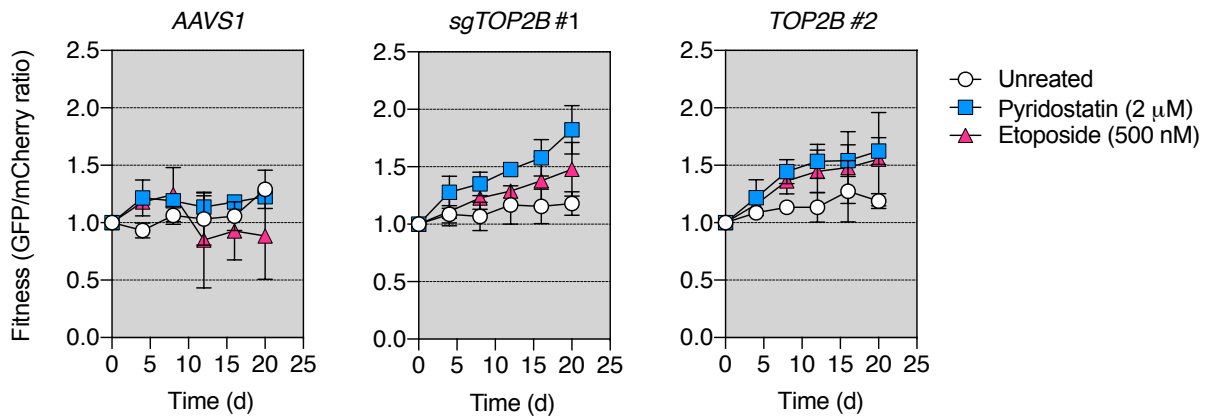 AAVS1
sgTOP2B #1
TOP2B #2
Fitness (GFP/mCherry ratio)
2.5
2.0
1.5
1.0
0.5
0.0
0 5 10 15 20 25
Time (d)
2.5
2.0
1.5
1.0
0.5
0.0
0 5 10 15 20 25
Time (d)
2.5
2.0
1.5
1.0
0.5
0.0
0 5 10 15 20 25
Time (d)
Unreated
Pyridostatin (2 μM)
Etoposide (500 nM)